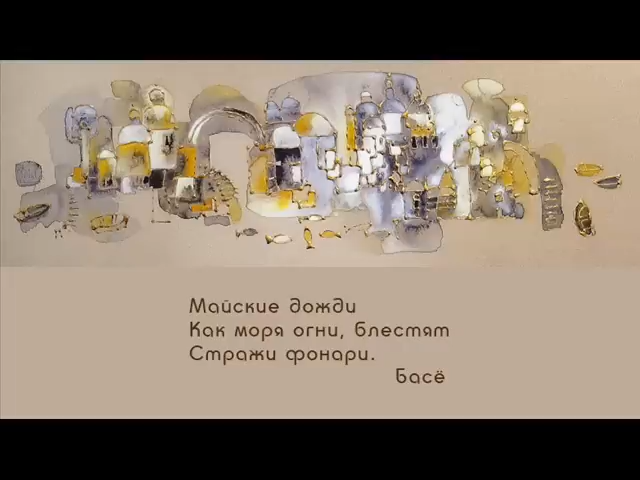 Майские дожди
Как моря огни, блестят
Стражи фонари.
Басё